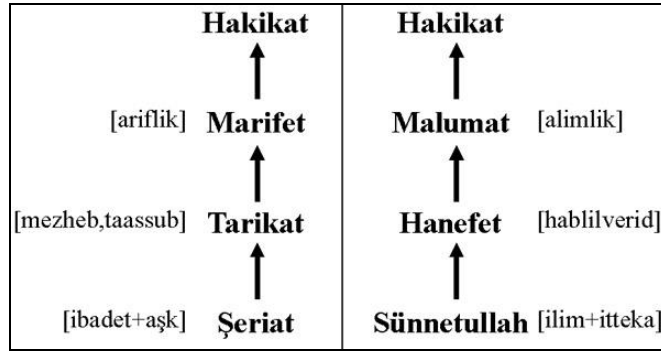 Hakikat Hakikat
[ariflik] Marifet Malumat [alimlik]
[mezheb,taassub] Tarikat Hanefet [hablilverid]
[ibadet+aşk] Şeriat Sünnetullah [ilim+itteka]